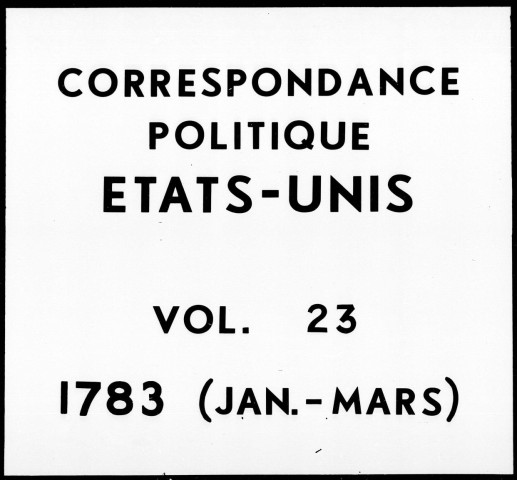 CORRESPONDANCE
POLITIQUE
ETATS-UNIS
VOL. 23
1783 (JAN.-MARS)